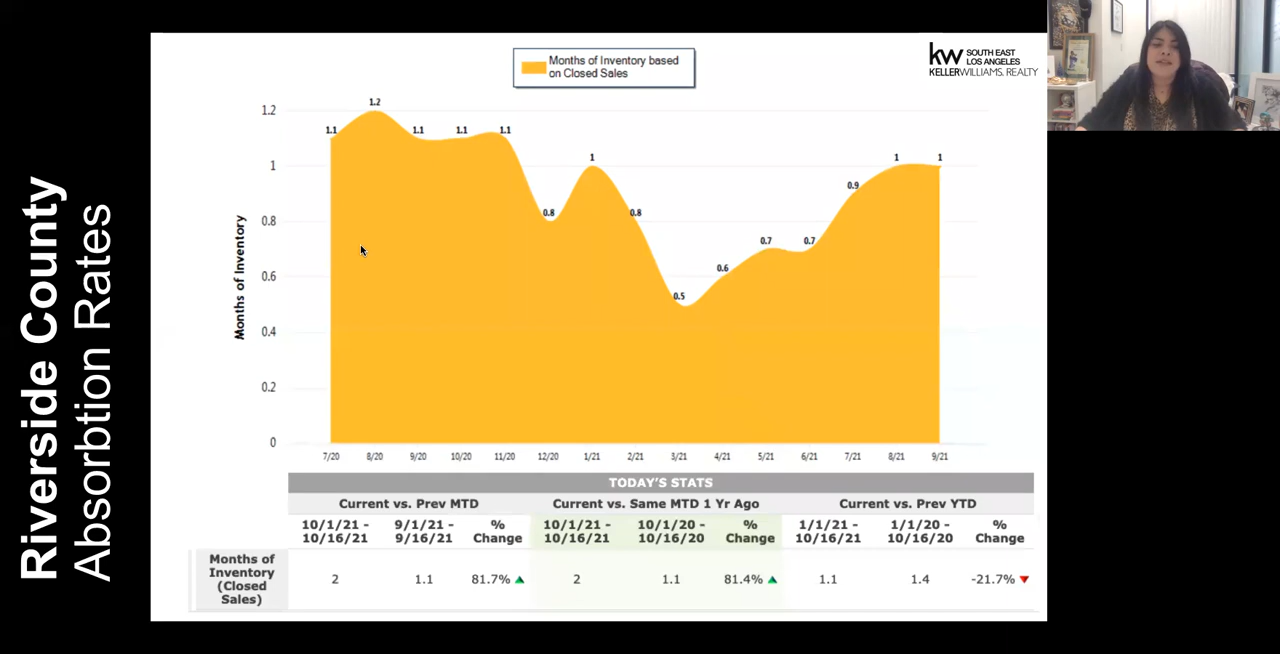 Riverside County
Absorbtion Rates
Months of Inventory based
on Closed Sales
kw SOUTH EAST
LOS ANGELES
KELLERWILLIAMS. REALTY
Months of Inventory
1.2
1
0.8
0.6
0.4
0.2
0
1.1 1.2 1.1 1.1 1.1 0.8 1 0.8 0.5 0.6 0.7 0.7 0.9 1 1
7/20 8/20 9/20 10/20 11/20 12/20 1/21 2/21 3/21 4/21 5/21 6/21 7/21 8/21 9/21
TODAY'S STATS
Current vs. Prev MTD Current vs. Same MTD 1 Yr Ago Current vs. Prev YTD
10/1/21 - 9/1/21 - % 10/1/21 - 10/1/20 - % 1/1/21 - 1/1/20 - %
10/16/21 9/16/21 Change 10/16/21 10/16/20 Change 10/16/21 10/16/20 Change
Months of
Inventory
(Closed
Sales)
2 1.1 81.7% 2 1.1 81.4% 1.1 1.4 -21.7%